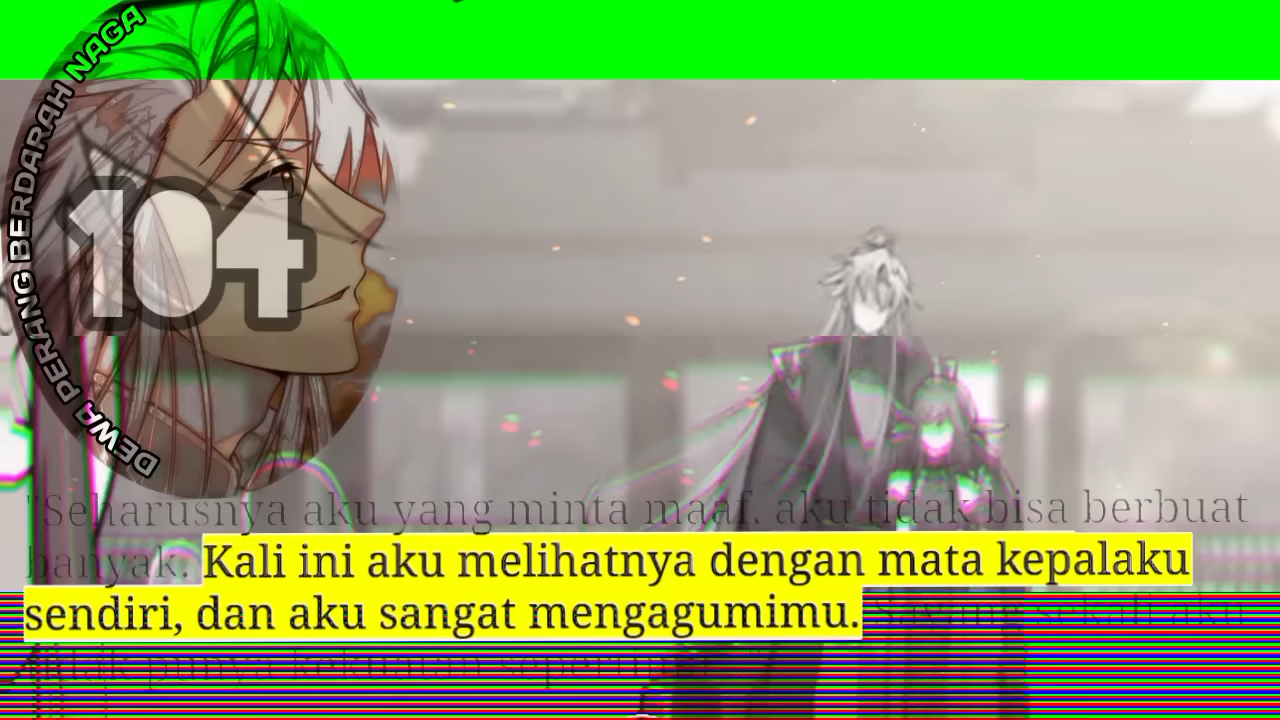 DEWA PERANG BERDARAH NAGA
104
"Seharusnya aku yang minta maaf. aku tidak bisa berbuat
banyak. Kali ini aku melihatnya dengan mata kepalaku
sendiri, dan aku sangat mengagumimu. Sayang sekali aku
tidak punya kekuatan